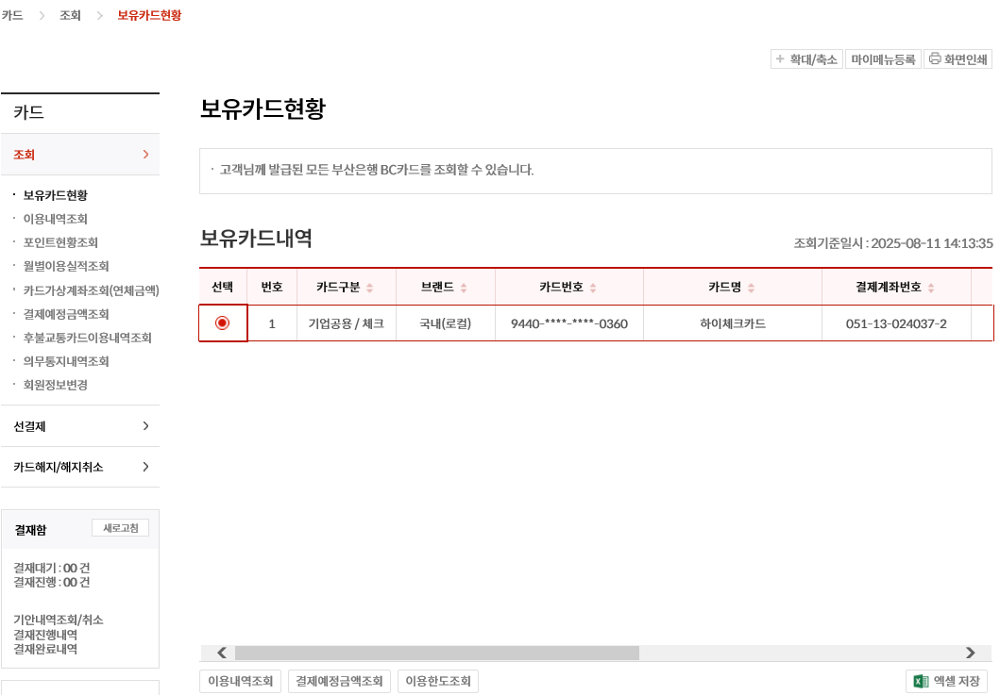 카드 > 조회 > 보유카드현황
+ 확대/축소 마이메뉴등록 화면인쇄
카드
조회
· 보유카드현황
· 이용내역조회
· 포인트현황조회
· 월별이용실적조회
· 카드가상계좌조회(연체금액)
· 결제예정금액조회
· 후불교통카드이용내역조회
· 의무통지내역조회
· 회원정보변경
선결제
카드해지/해지취소
결재함 새로고침
결재대기 : 00 건
결재진행 : 00 건
기안내역조회/취소
결재진행내역
결재완료내역
보유카드현황
· 고객님께 발급된 모든 부산은행 BC카드를 조회할 수 있습니다.
보유카드내역
조회기준일시 : 2025-08-11 14:13:35
선택 번호 카드구분 브랜드 카드번호 카드명 결제계좌번호
1 기업공용 / 체크 국내(로컬) 9440-****-****-0360 하이체크카드 051-13-024037-2
이용내역조회 결제예정금액조회 이용한도조회 엑셀 저장